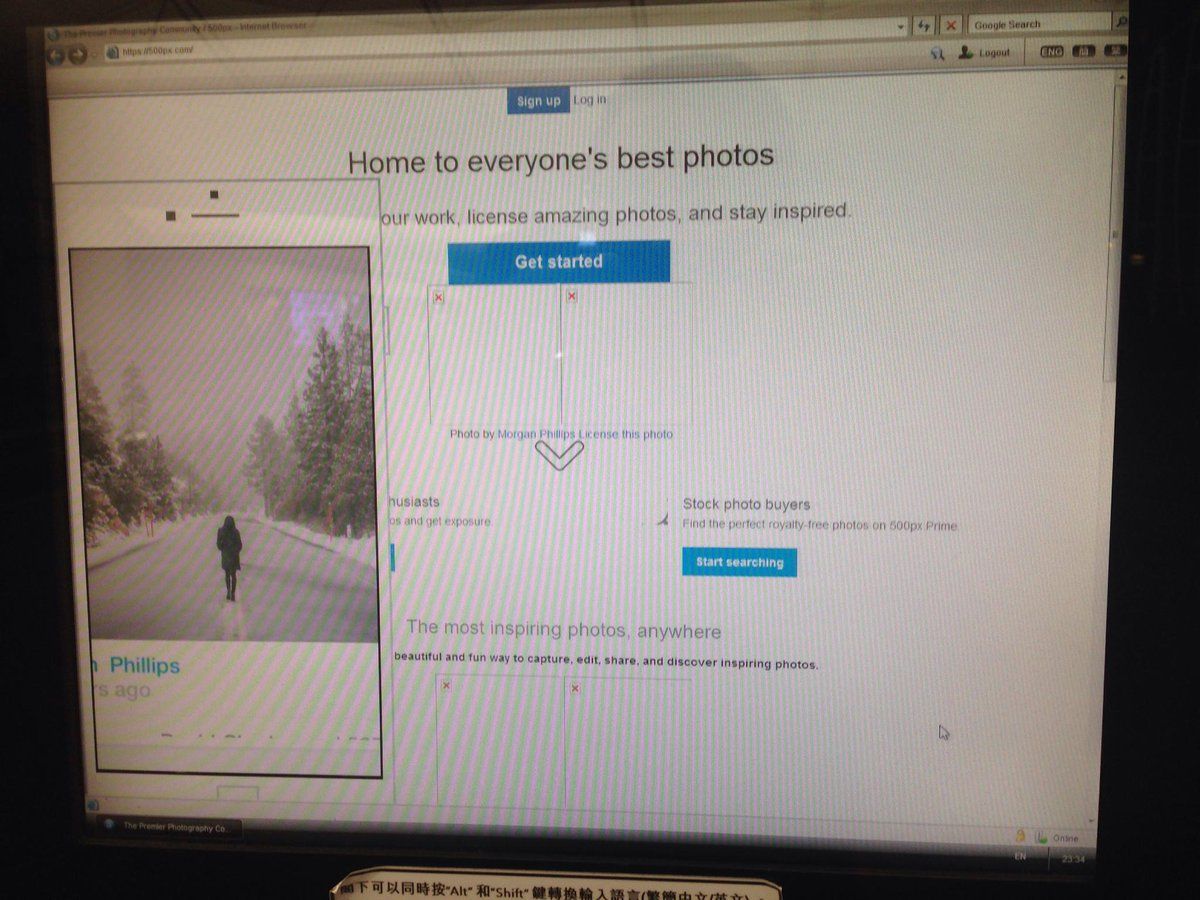 The Premier Photography Community / 500px - Internet Browser
Google Search
https://500px.com/
Logout
ENG
簡
繁
Sign up Log in
Home to everyone's best photos
our work, license amazing photos, and stay inspired.
Get started
Photo by Morgan Phillips License this photo
husiasts
os and get exposure.
Stock photo buyers
Find the perfect royalty-free photos on 500px Prime
Start searching
The most inspiring photos, anywhere
beautiful and fun way to capture, edit, share, and discover inspiring photos.
n Phillips
rs ago
The Premier Photography Co...
Online
EN
23:34
下可以同時按"Alt" 和"Shift" 鍵轉換輸入語言(繁簡中文/英文)。